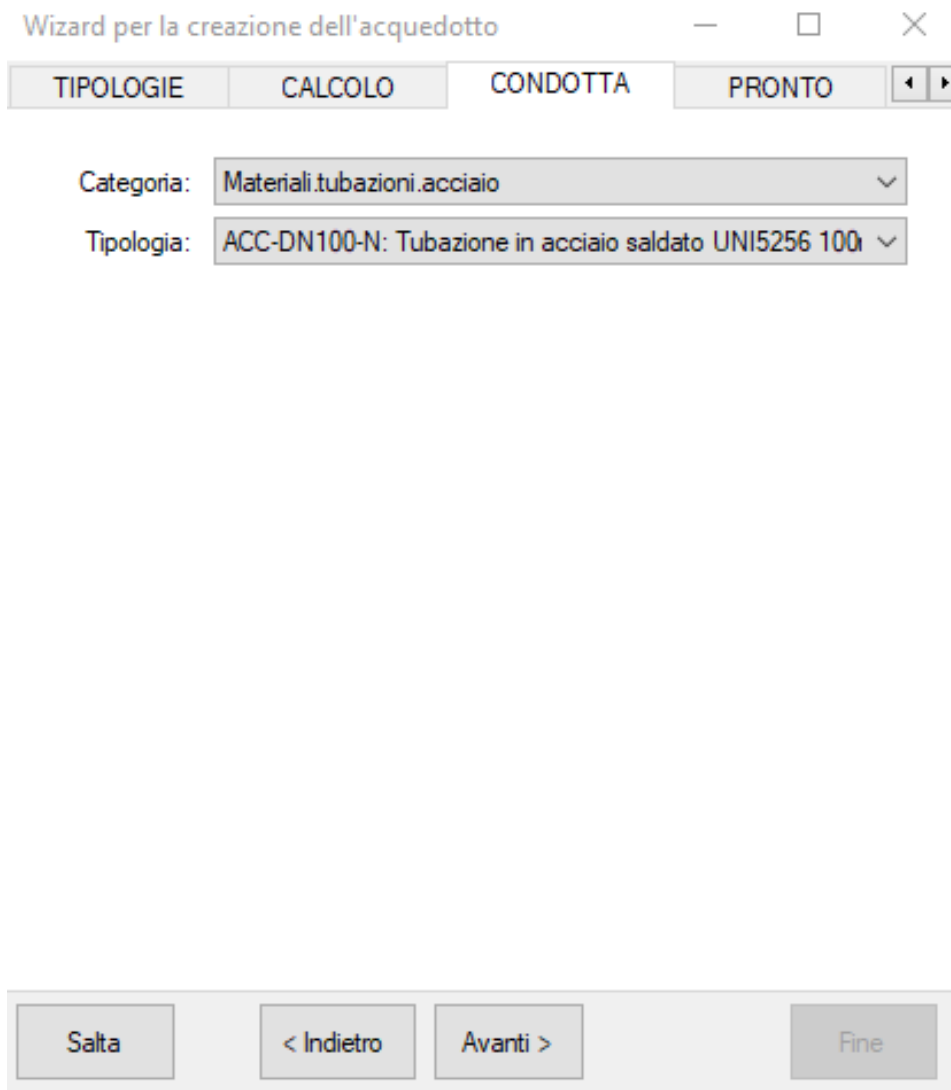 Wizard per la creazione dell'acquedotto
TIPOLOGIE CALCOLO CONDOTTA PRONTO
Categoria: Materiali.tubazioni.acciaio
Tipologia: ACC-DN100-N: Tubazione in acciaio saldato UNI5256 100
Salta < Indietro Avanti > Fine